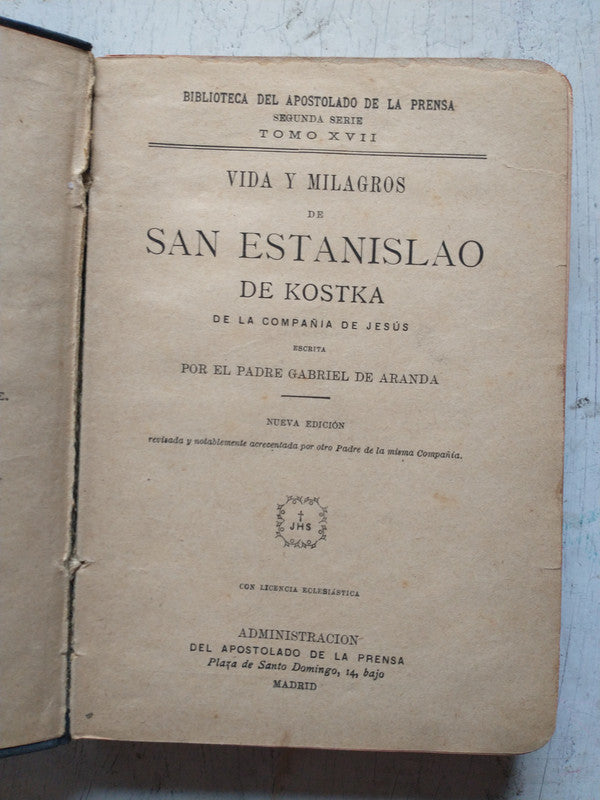 BIBLIOTECA DEL APOSTOLADO DE LA PRENSA
SEGUNDA SERIE
TOMO XVII
VIDA Y MILAGROS
DE
SAN ESTANISLAO
DE KOSTKA
DE LA COMPAÑIA DE JESÚS
ESCRITA
POR EL PADRE GABRIEL DE ARANDA
NUEVA EDICIÓN
revisada y notablemente acrecentada por otro Padre de la misma Compañía.
JHS
CON LICENCIA ECLESIÁSTICA
ADMINISTRACION
DEL APOSTOLADO DE LA PRENSA
Plaza de Santo Domingo, 14, bajo
MADRID